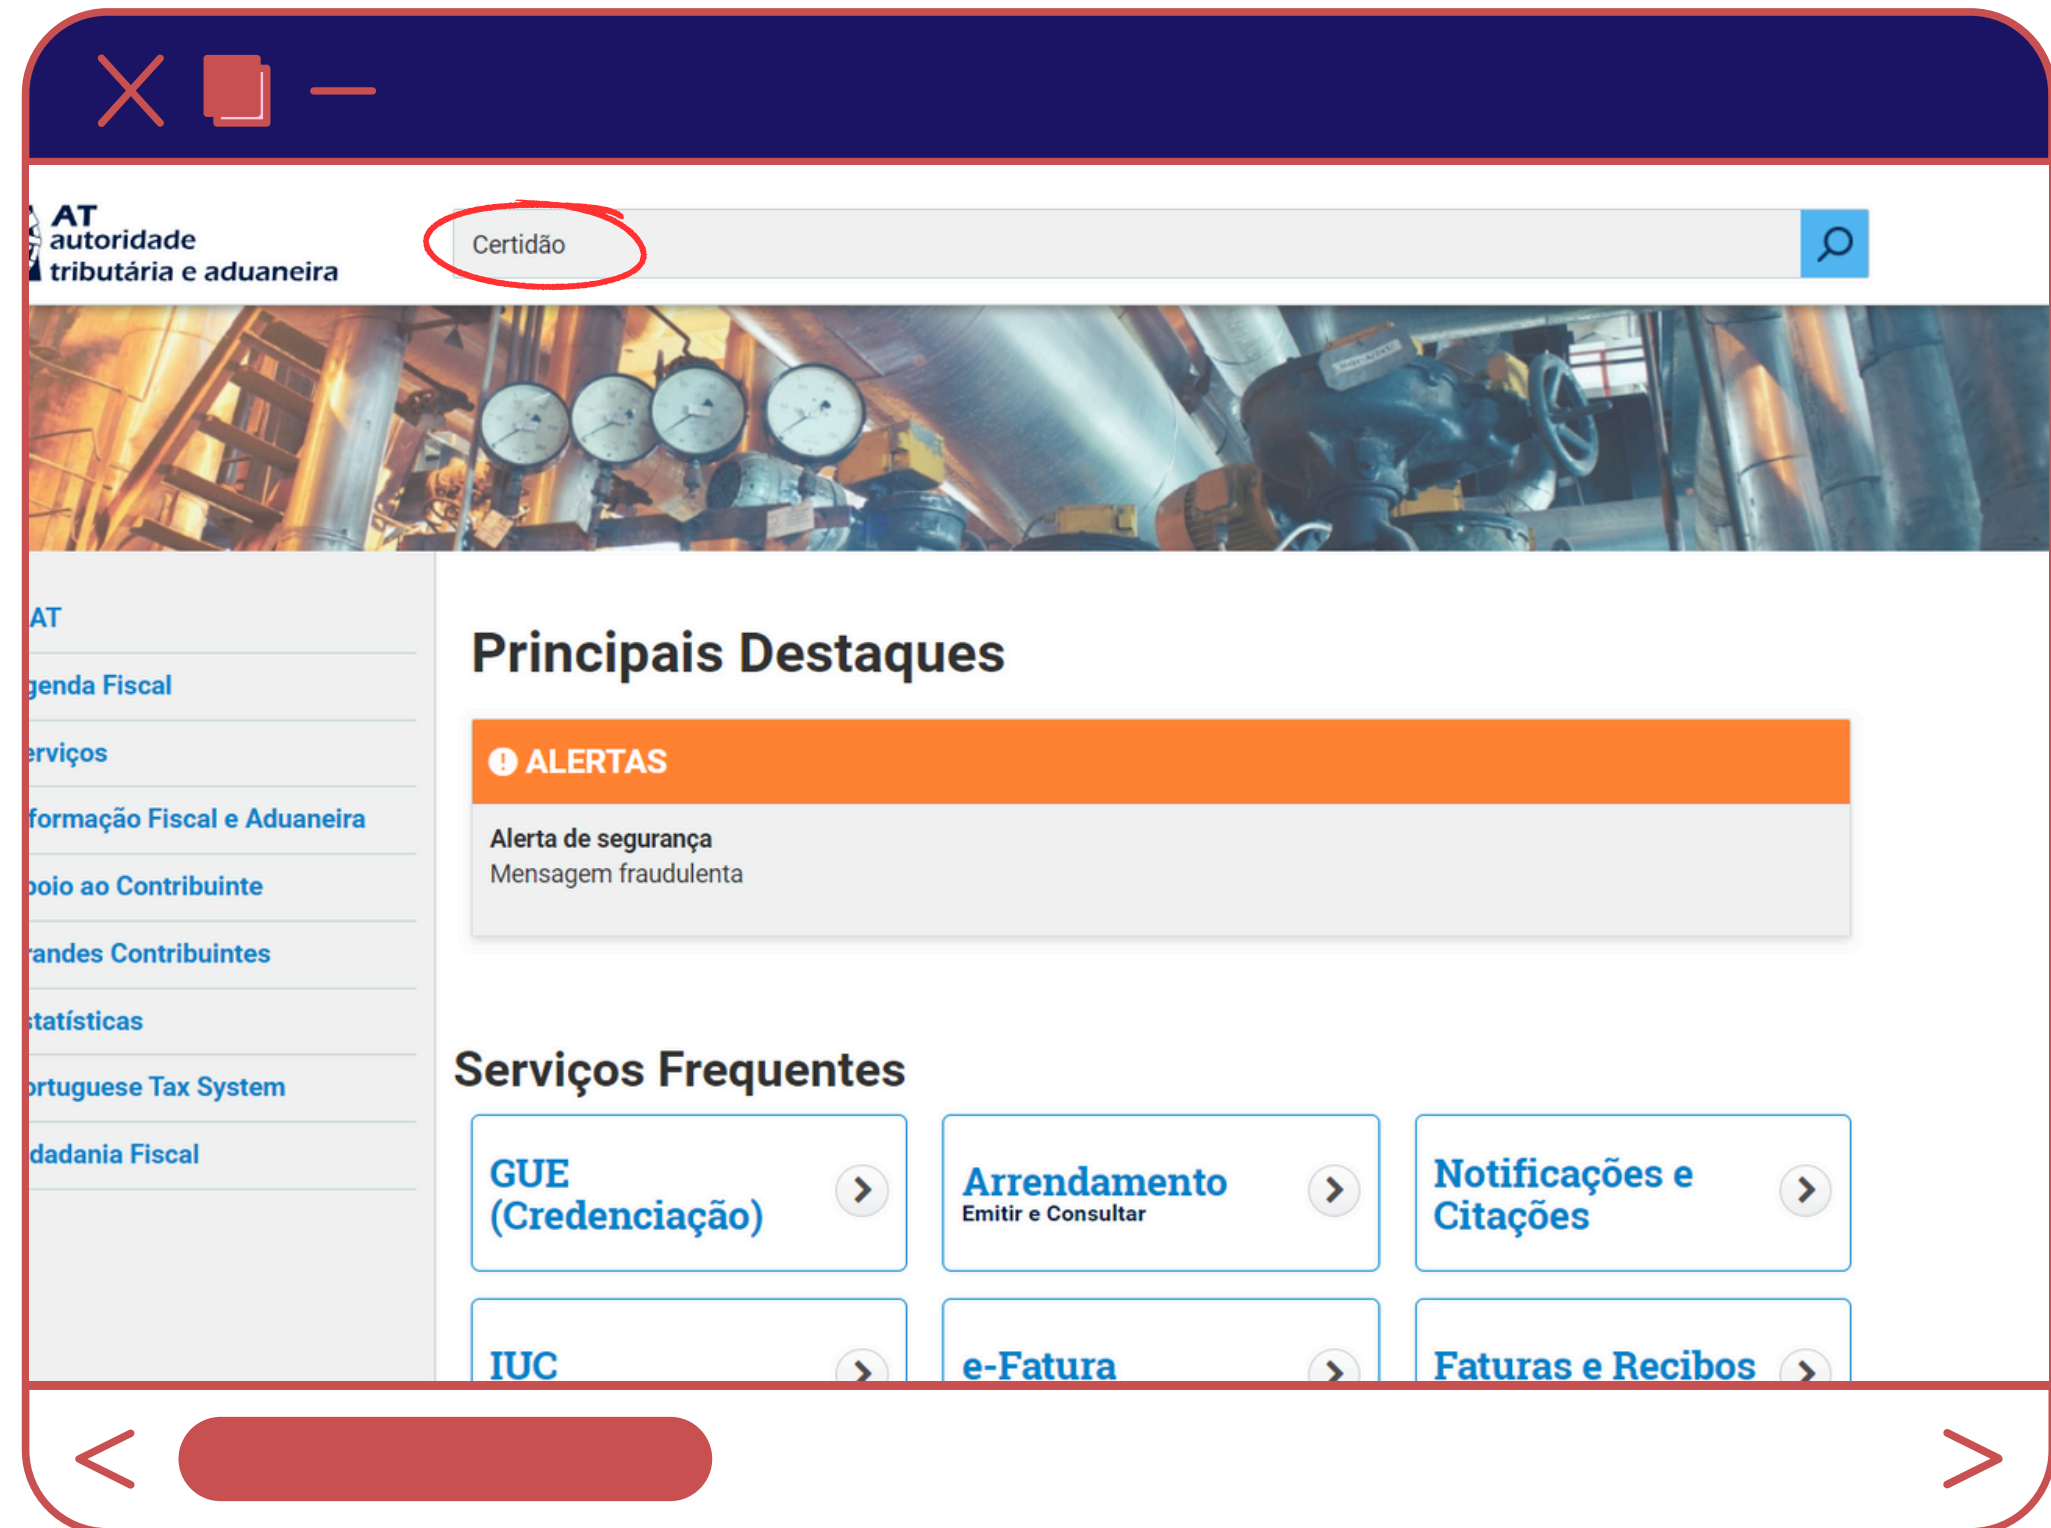 AT
autoridade
tributária e aduaneira
Certidão
AT
genda Fiscal
erviços
formação Fiscal e Aduaneira
poio ao Contribuinte
randes Contribuintes
statísticas
ortuguese Tax System
dadania Fiscal
Principais Destaques
ALERTAS
Alerta de segurança
Mensagem fraudulenta
Serviços Frequentes
GUE
(Credenciação)
Arrendamento
Emitir e Consultar
Notificações e
Citações
IUC
e-Fatura
Faturas e Recibos